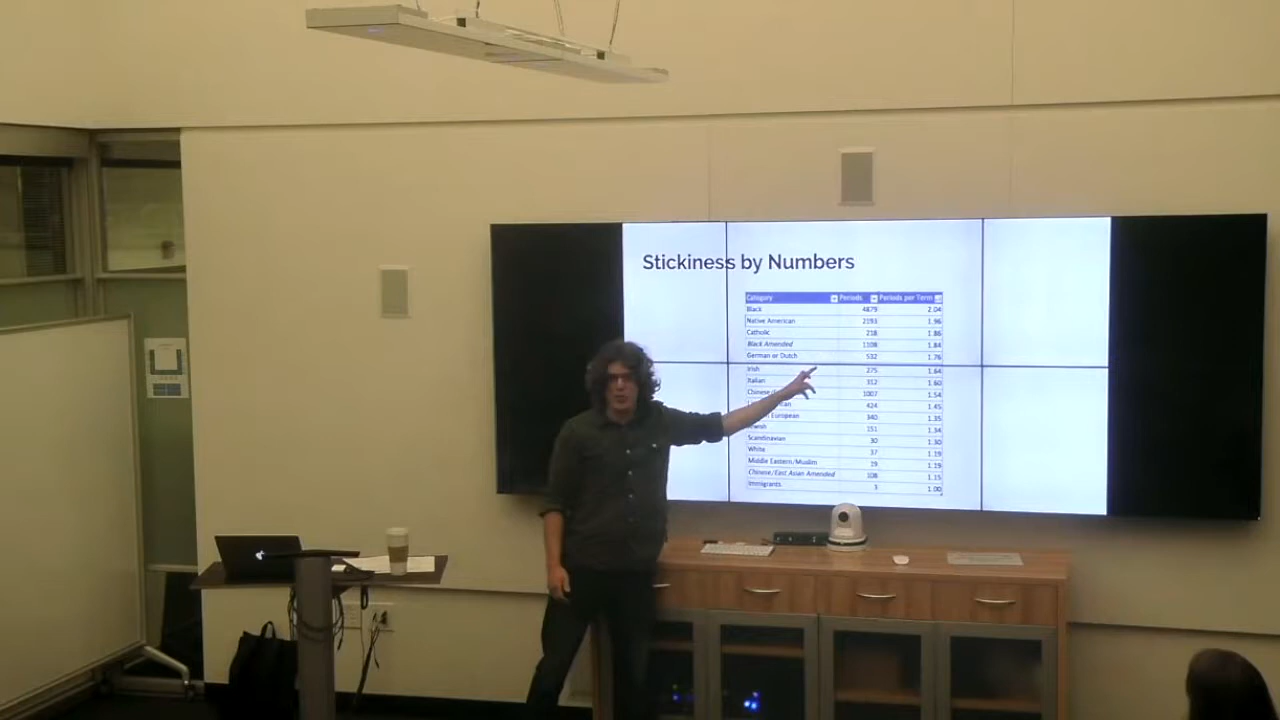 Stickiness by Numbers
Category Periods Periods per Term
Black 4879 2.04
Native American 2193 1.96
Catholic 218 1.86
Black Amended 1108 1.84
German or Dutch 532 1.76
Irish 275 1.64
Italian 312 1.60
1007 1.54
424 1.45
European 340 1.35
151 1.34
Scandinavian 30 1.30
White 37 1.19
Middle Eastern/Muslim 19 1.19
Chinese/East Asian Amended 108 1.15
Immigrants 3 1.00